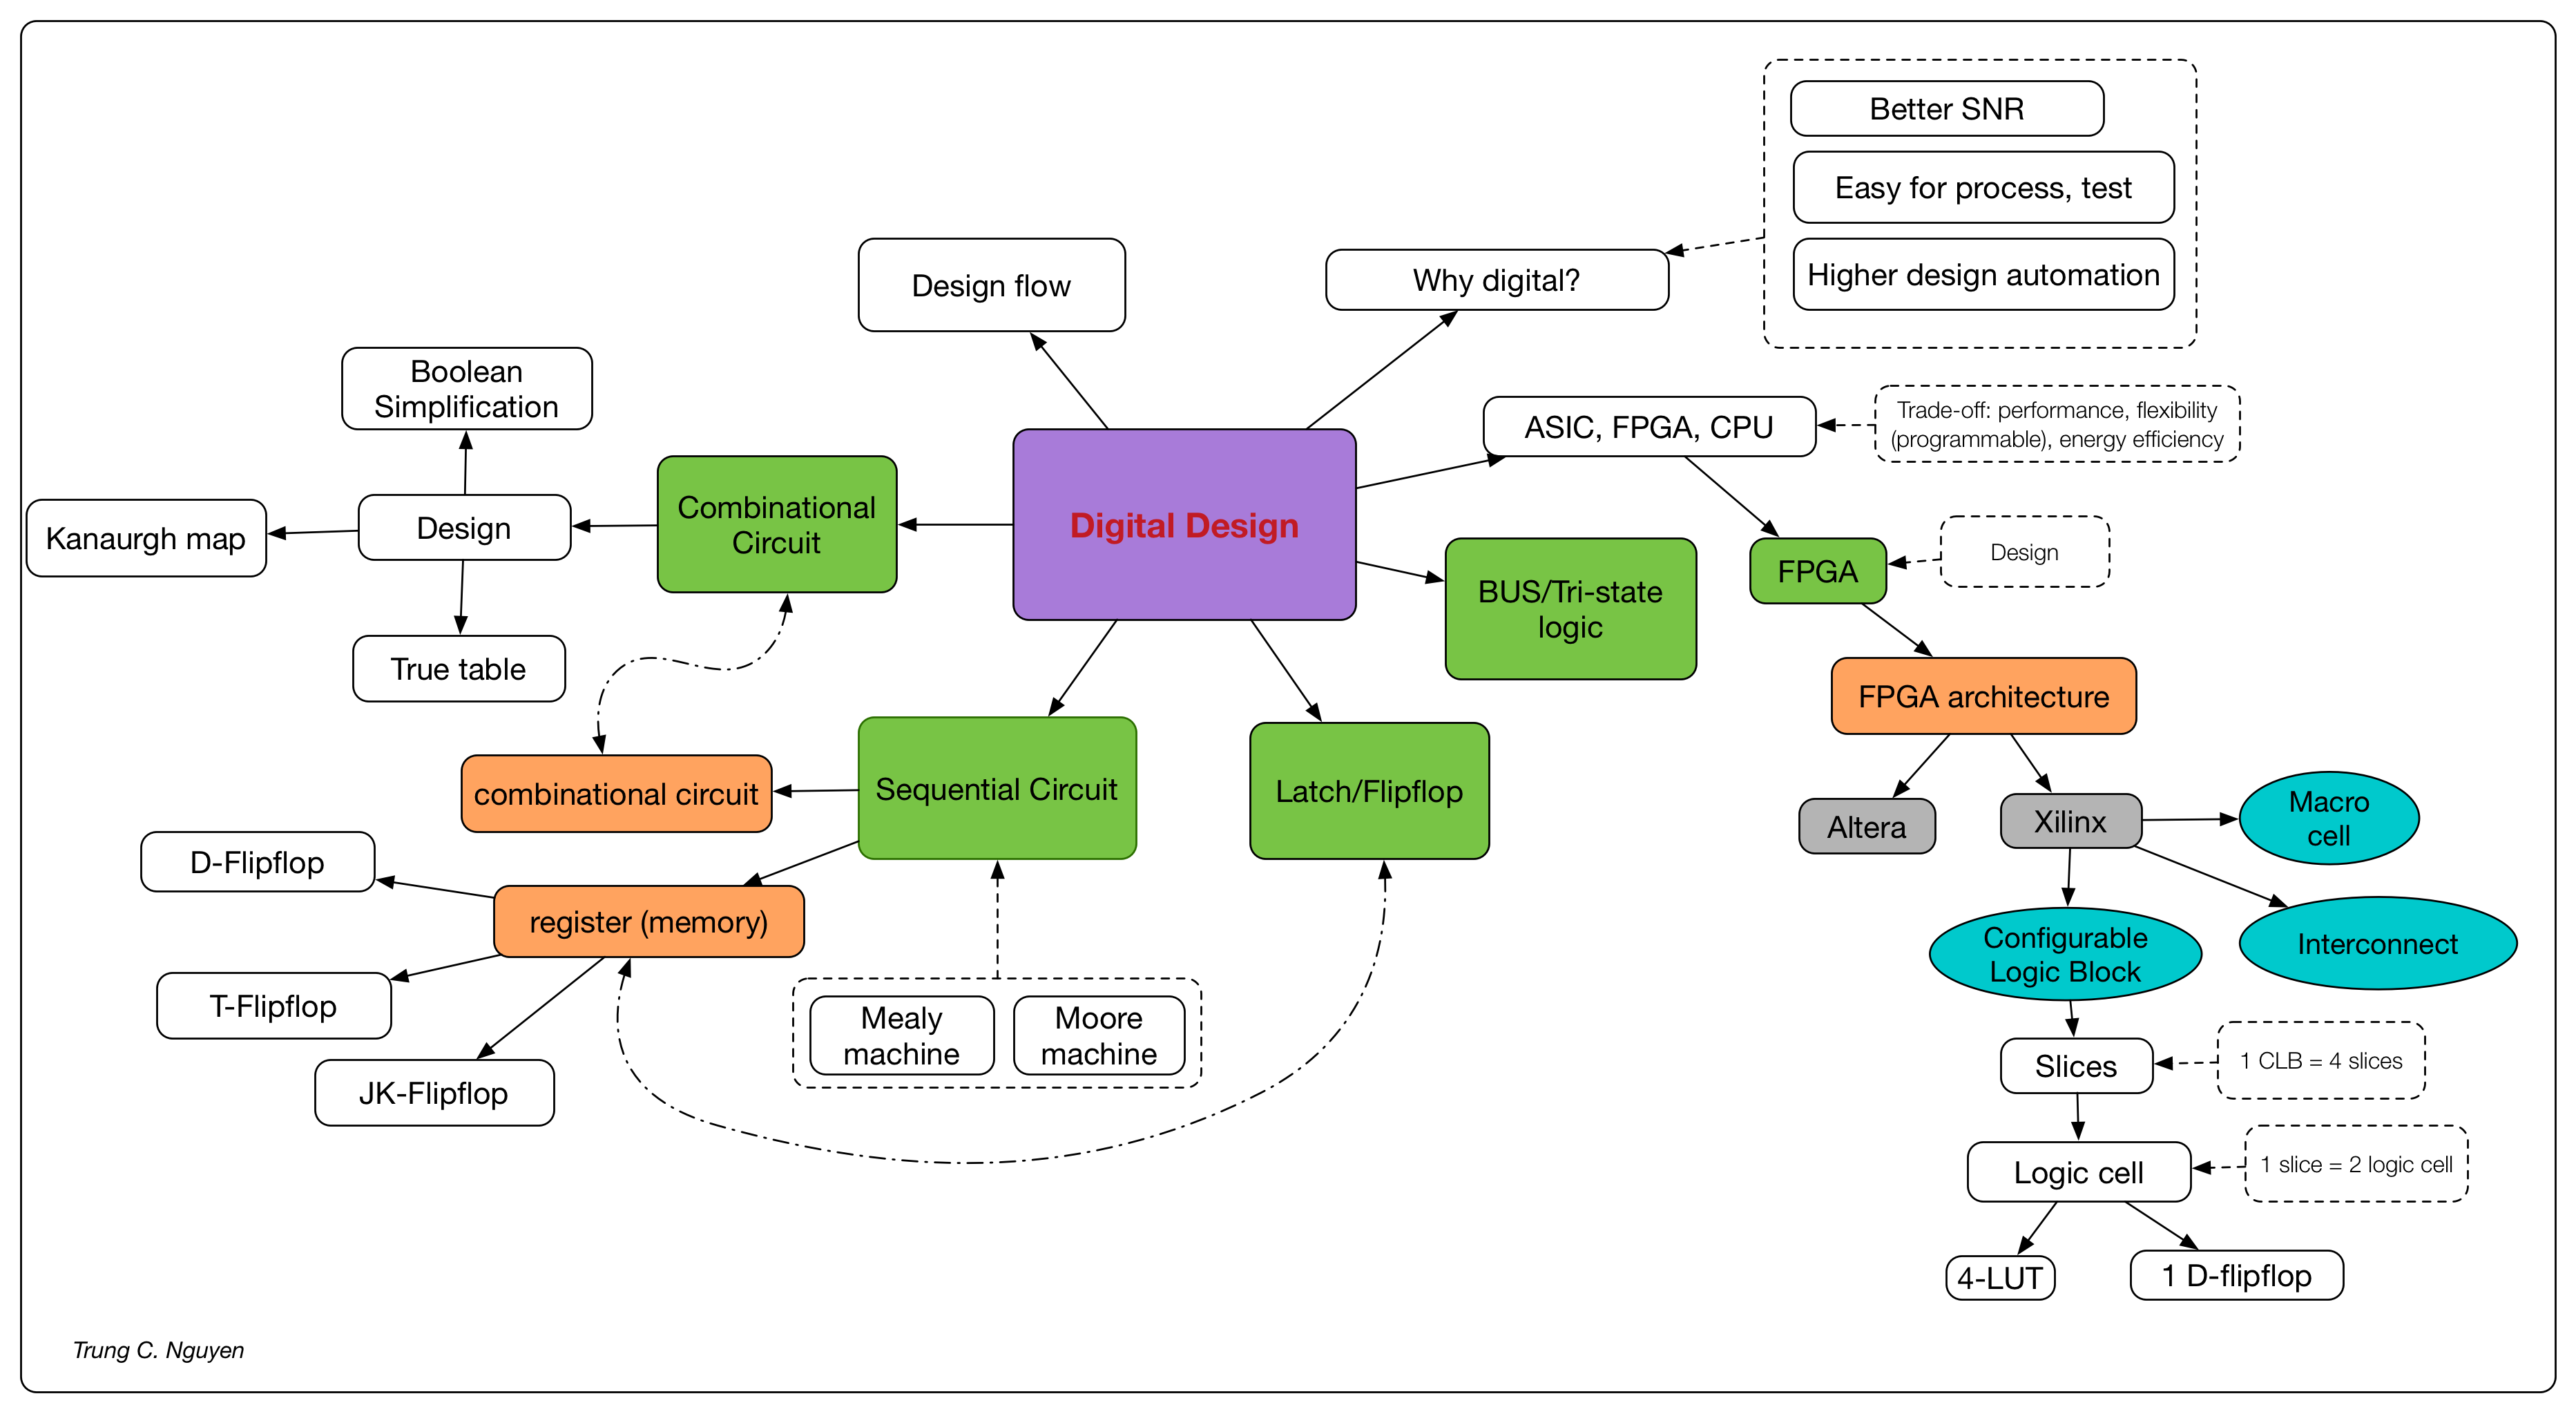 Better SNR
Easy for process, test
Higher design automation
Design flow
Why digital?
Boolean
Simplification
ASIC, FPGA, CPU
Trade-off: performance, flexibility
(programmable), energy efficiency
Kanaurgh map
Design
Combinational
Circuit
Digital Design
BUS/Tri-state
logic
FPGA
Design
True table
FPGA architecture
combinational circuit
Sequential Circuit
Latch/Flipflop
Altera
Xilinx
Macro
cell
D-Flipflop
register (memory)
Configurable
Logic Block
Interconnect
T-Flipflop
Mealy
machine
Moore
machine
JK-Flipflop
Slices
1 CLB = 4 slices
Logic cell
1 slice = 2 logic cell
4-LUT
1 D-flipflop
Trung C. Nguyen